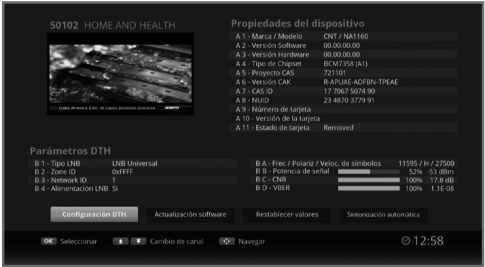 50102 HOME AND HEALTH
Propiedades del dispositivo
A 1 - Marca / Modelo CNT / NA1160
A 2 - Versión Software 00.00.00.00
A 3 - Versión Hardware 00.00.00.00
A 4 - Tipo de Chipset BCM7358 (A1)
A 5 - Proyecto CAS 721101
A 6 - Versión CAK R-APUAE-ADFBN-TPEAE
A 7 - CAS ID 17 7067 5074 90
A 8 - NUID 23 4870 3779 91
A 9 - Número de tarjeta
A 10 - Versión de la tarjeta
A 11 - Estado de tarjeta Removed
Parámetros DTH
B 1 - Tipo LNB LNB Universal
B 2 - Zone ID 0xFFFF
B 3 - Network ID 1
B 4 - Alimentación LNB Si
B A - Frec / Polariz / Veloc. de símbolos 11595 / H / 27500
B B - Potencia de señal 52% -53 dBm
B C - CNR 100% 17.8 dB
B D - VBER 100% 1.1E-08
Configuración DTH Actualización software Restablecer valores Sintonización automática
OK Seleccionar Cambio de canal Navegar 12:58